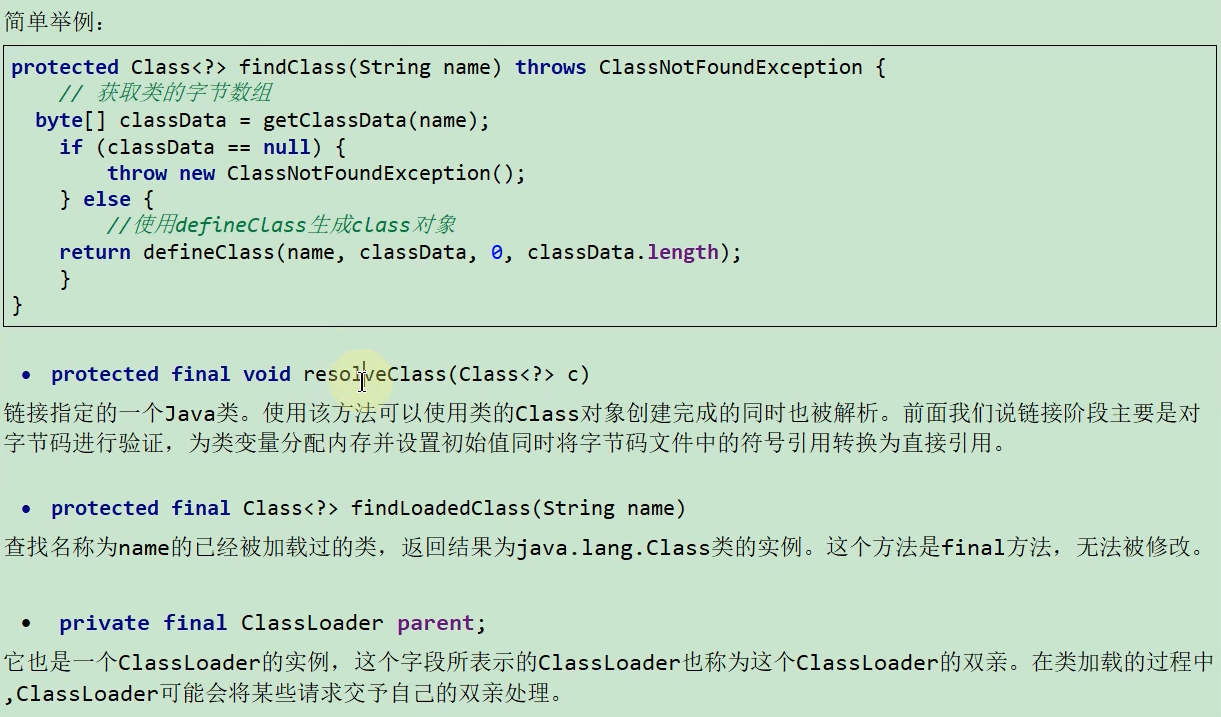 简单举例：
protected Class<?> findClass(String name) throws ClassNotFoundException {
    // 获取类的字节数组
  byte[] classData = getClassData(name);
    if (classData == null) {
        throw new ClassNotFoundException();
    } else {
        //使用defineClass生成class对象
    return defineClass(name, classData, 0, classData.length);
    }
}
• protected final void resolveClass(Class<?> c)
链接指定的一个Java类。使用该方法可以使用类的Class对象创建完成的同时也被解析。前面我们说链接阶段主要是对
字节码进行验证，为类变量分配内存并设置初始值同时将字节码文件中的符号引用转换为直接引用。
• protected final Class<?> findLoadedClass(String name)
查找名称为name的已经被加载过的类，返回结果为java.lang.Class类的实例。这个方法是final方法，无法被修改。
• private final ClassLoader parent;
它也是一个ClassLoader的实例，这个字段所表示的ClassLoader也称为这个ClassLoader的双亲。在类加载的过程中
,ClassLoader可能会将某些请求交予自己的双亲处理。